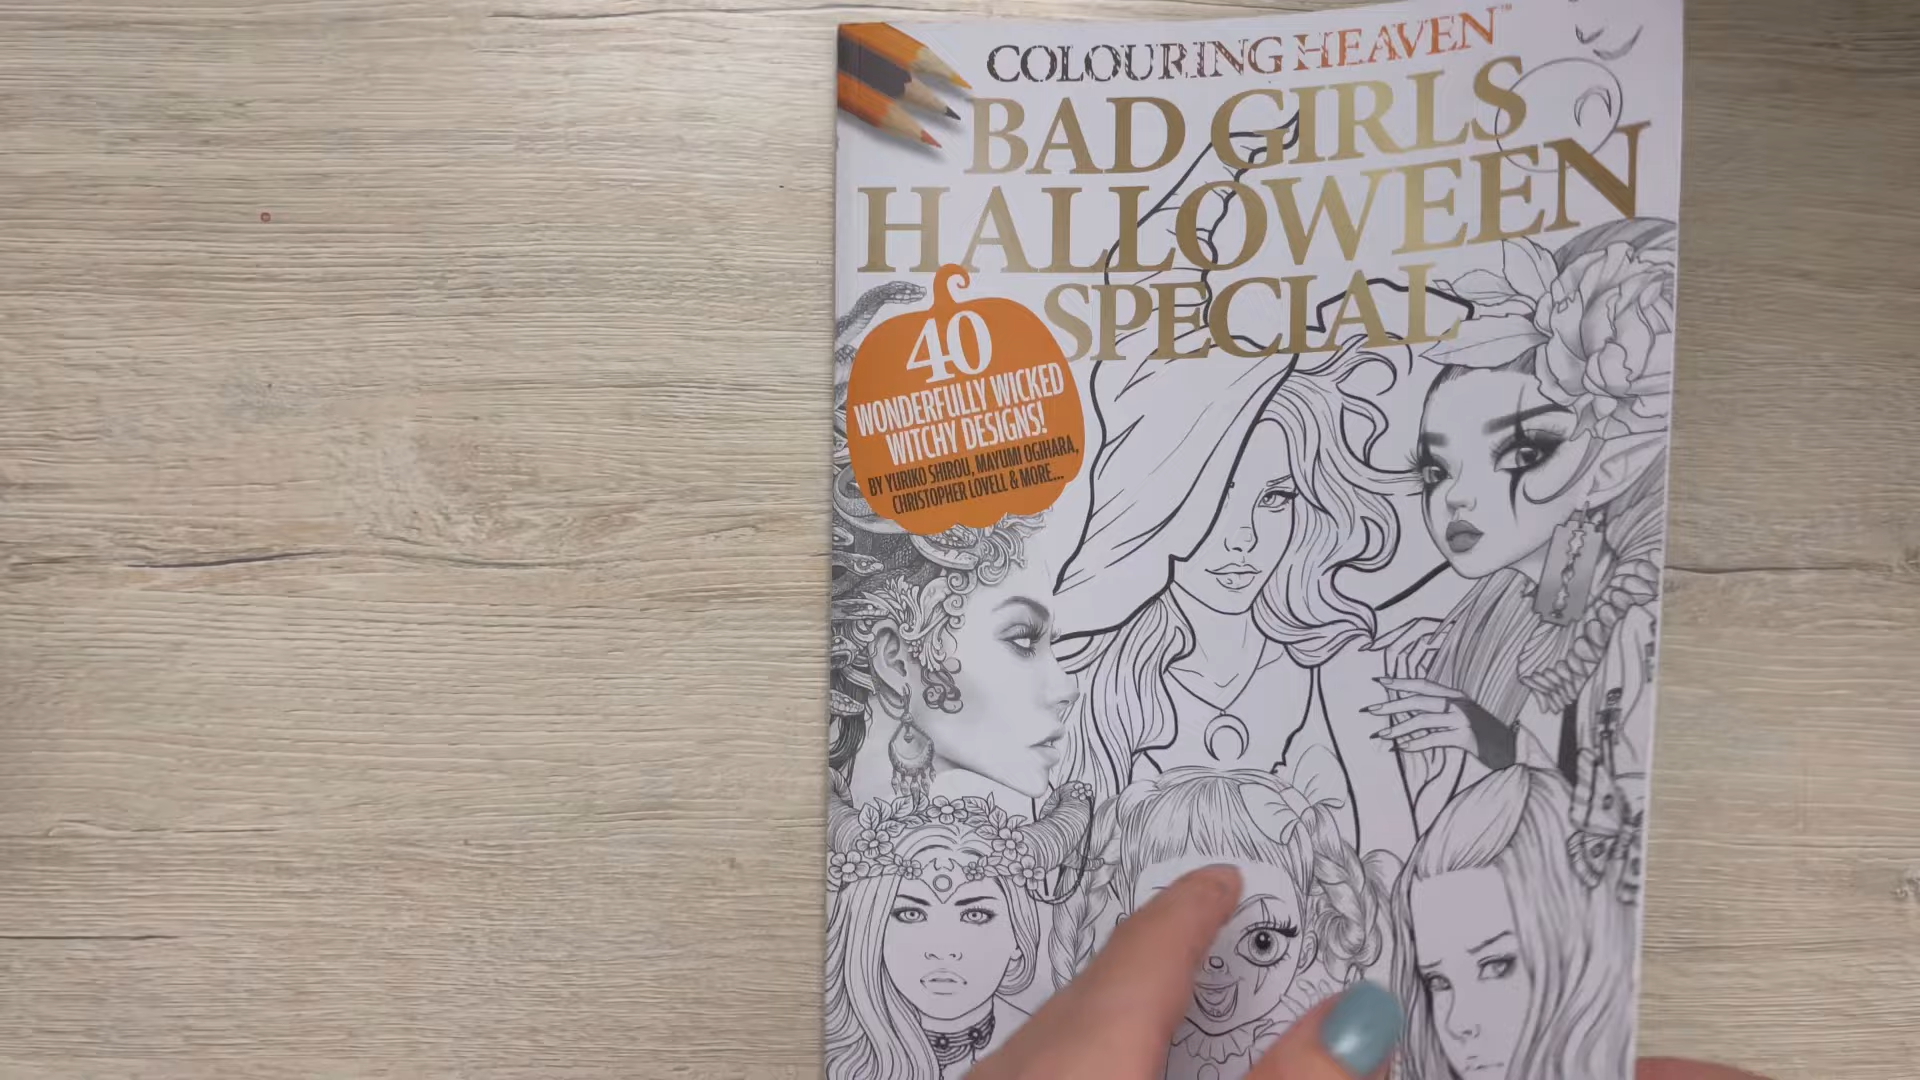 COLOURING HEAVEN™
BAD GIRLS
HALLOWEEN
SPECIAL
40
WONDERFULLY WICKED
WITCHY DESIGNS!
BY YURIKO SHIROU, MAYUMI OGIHARA,
CHRISTOPHER LOVELL & MORE...